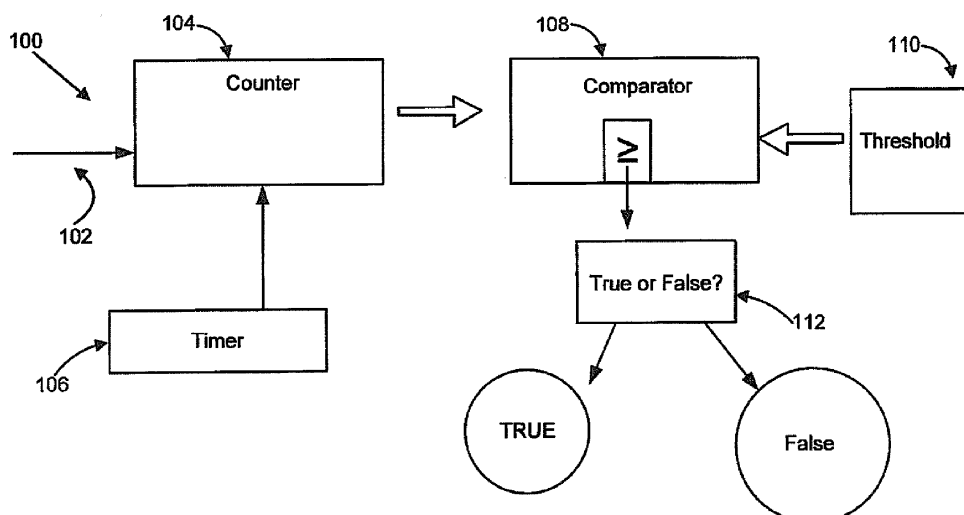 100
104
Counter
102
108
Comparator
≥
110
Threshold
True or False?
112
Timer
106
TRUE
False